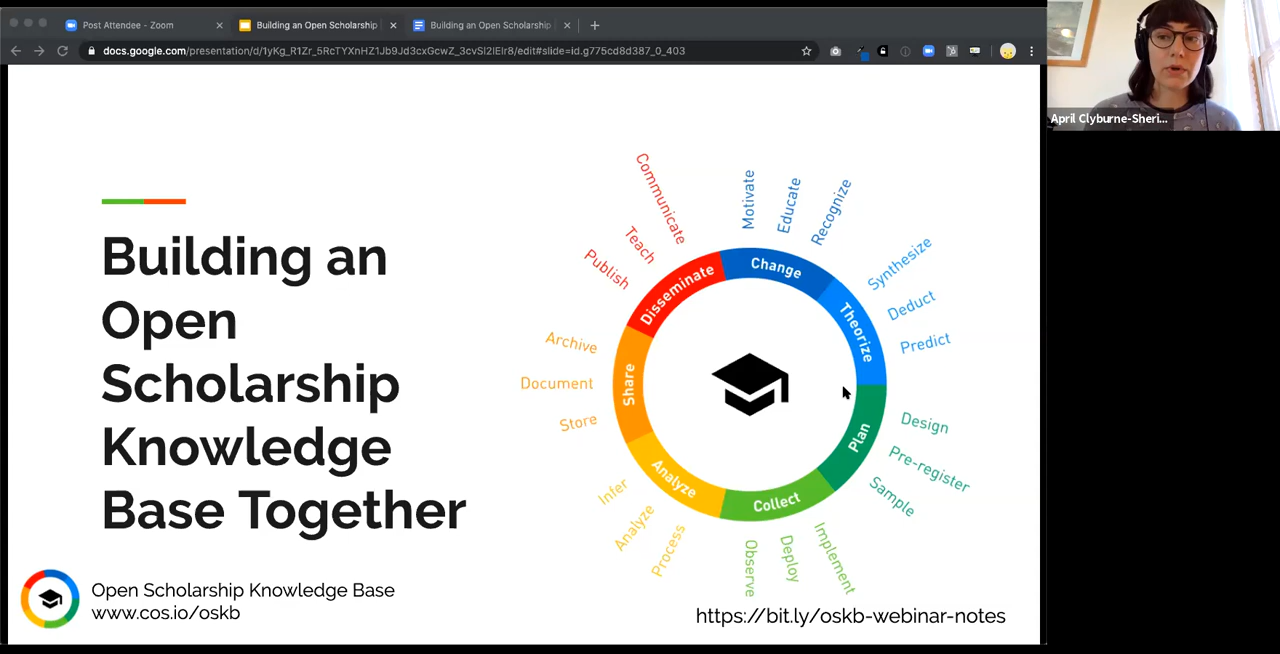 Post Attendee - Zoom
Building an Open Scholarship
Building an Open Scholarship
docs.google.com/presentation/d/1yKg_R1Zr_5RcTYXnHZ1Jb9Jd3cxGcwZ_3cvSl2lElr8/edit#slide=id.g775cd8d387_0_403
April Clyburne-Sheri...
Building an
Open
Scholarship
Knowledge
Base Together
Change
Motivate
Educate
Recognize
Theorize
Synthesize
Deduct
Predict
Plan
Design
Pre-register
Sample
Collect
Implement
Deploy
Observe
Analyze
Process
Analyze
Infer
Share
Store
Document
Archive
Disseminate
Publish
Teach
Communicate
Open Scholarship Knowledge Base
www.cos.io/oskb
https://bit.ly/oskb-webinar-notes